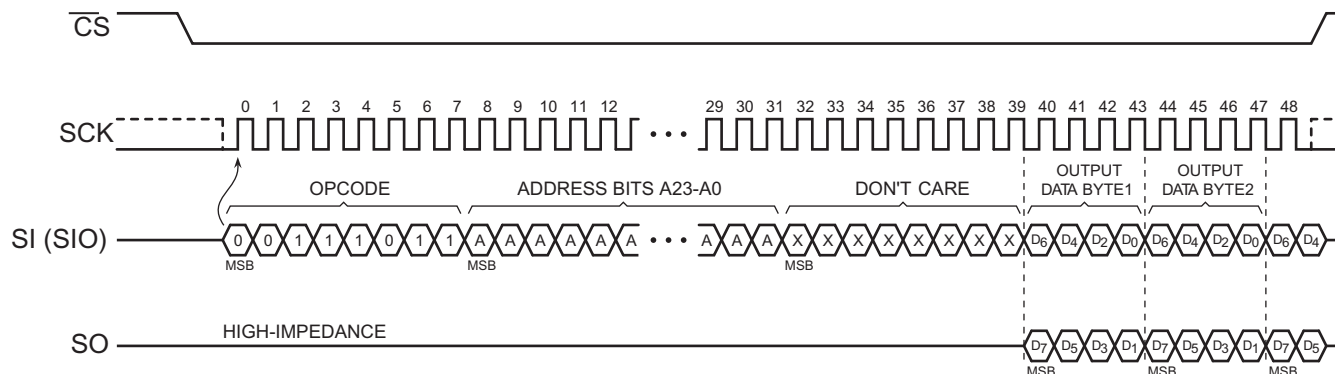 CS
0 1 2 3 4 5 6 7 8 9 10 11 12 29 30 31 32 33 34 35 36 37 38 39 40 41 42 43 44 45 46 47 48
SCK
OPCODE ADDRESS BITS A23-A0 DON'T CARE OUTPUT DATA BYTE1 OUTPUT DATA BYTE2
SI (SIO) 0 0 1 1 1 0 1 1 A A A A A A A A A X X X X X X X X D6 D4 D2 D0 D6 D4 D2 D0 D6 D4
MSB MSB MSB
HIGH-IMPEDANCE
SO D7 D5 D3 D1 D7 D5 D3 D1 D7 D5
MSB MSB MSB